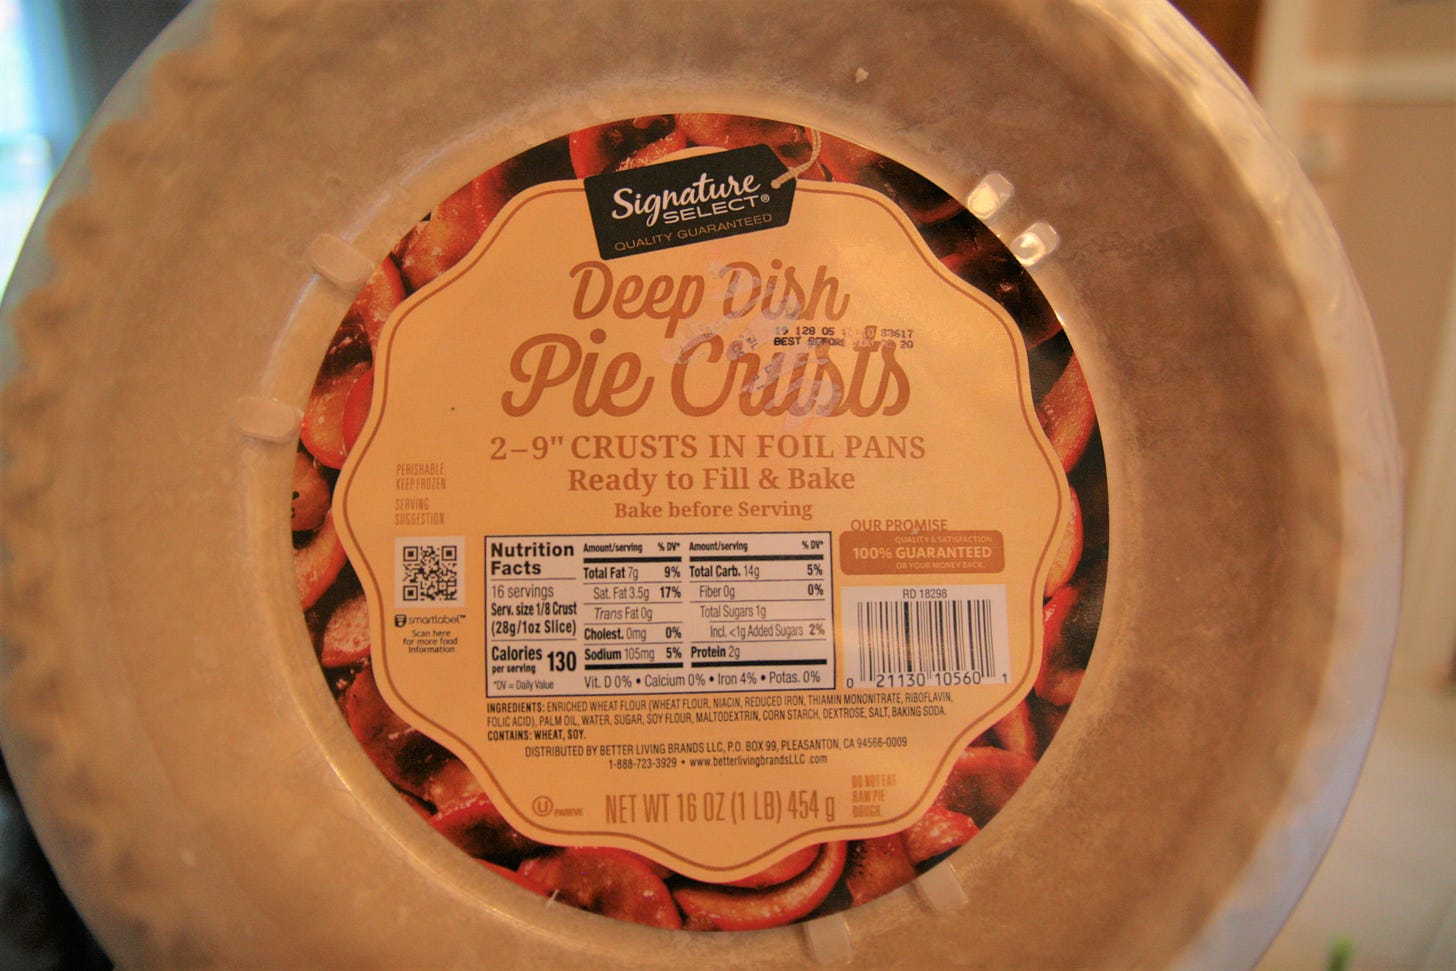 Signature
SELECT®
QUALITY GUARANTEED
Deep Dish
Pie Crusts
19 128 05 53617
BEST BEFORE 20
2–9" CRUSTS IN FOIL PANS
Ready to Fill & Bake
Bake before Serving
PERISHABLE
KEEP FROZEN
SERVING
SUGGESTION
smartlabel™
Scan here
for more food
information
Nutrition
Facts
16 servings
Serv. size 1/8 Crust
(28g/1oz Slice)
Calories
per serving 130
*DV = Daily Value
Amount/serving % DV*
Total Fat 7g 9%
Sat. Fat 3.5g 17%
Trans Fat 0g
Cholest. 0mg 0%
Sodium 105mg 5%
Amount/serving % DV*
Total Carb. 14g 5%
Fiber 0g 0%
Total Sugars 1g
Incl. <1g Added Sugars 2%
Protein 2g
Vit. D 0% • Calcium 0% • Iron 4% • Potas. 0%
OUR PROMISE
QUALITY & SATISFACTION
100% GUARANTEED
OR YOUR MONEY BACK.
RD 18298
0 21130 10560 1
INGREDIENTS: ENRICHED WHEAT FLOUR (WHEAT FLOUR, NIACIN, REDUCED IRON, THIAMIN MONONITRATE, RIBOFLAVIN,
FOLIC ACID), PALM OIL, WATER, SUGAR, SOY FLOUR, MALTODEXTRIN, CORN STARCH, DEXTROSE, SALT, BAKING SODA.
CONTAINS: WHEAT, SOY.
DISTRIBUTED BY BETTER LIVING BRANDS LLC, P.O. BOX 99, PLEASANTON, CA 94566-0009
1-888-723-3929 • www.betterlivingbrandsLLC.com
U PAREVE
NET WT 16 OZ (1 LB) 454 g
DO NOT EAT
RAW PIE
DOUGH.